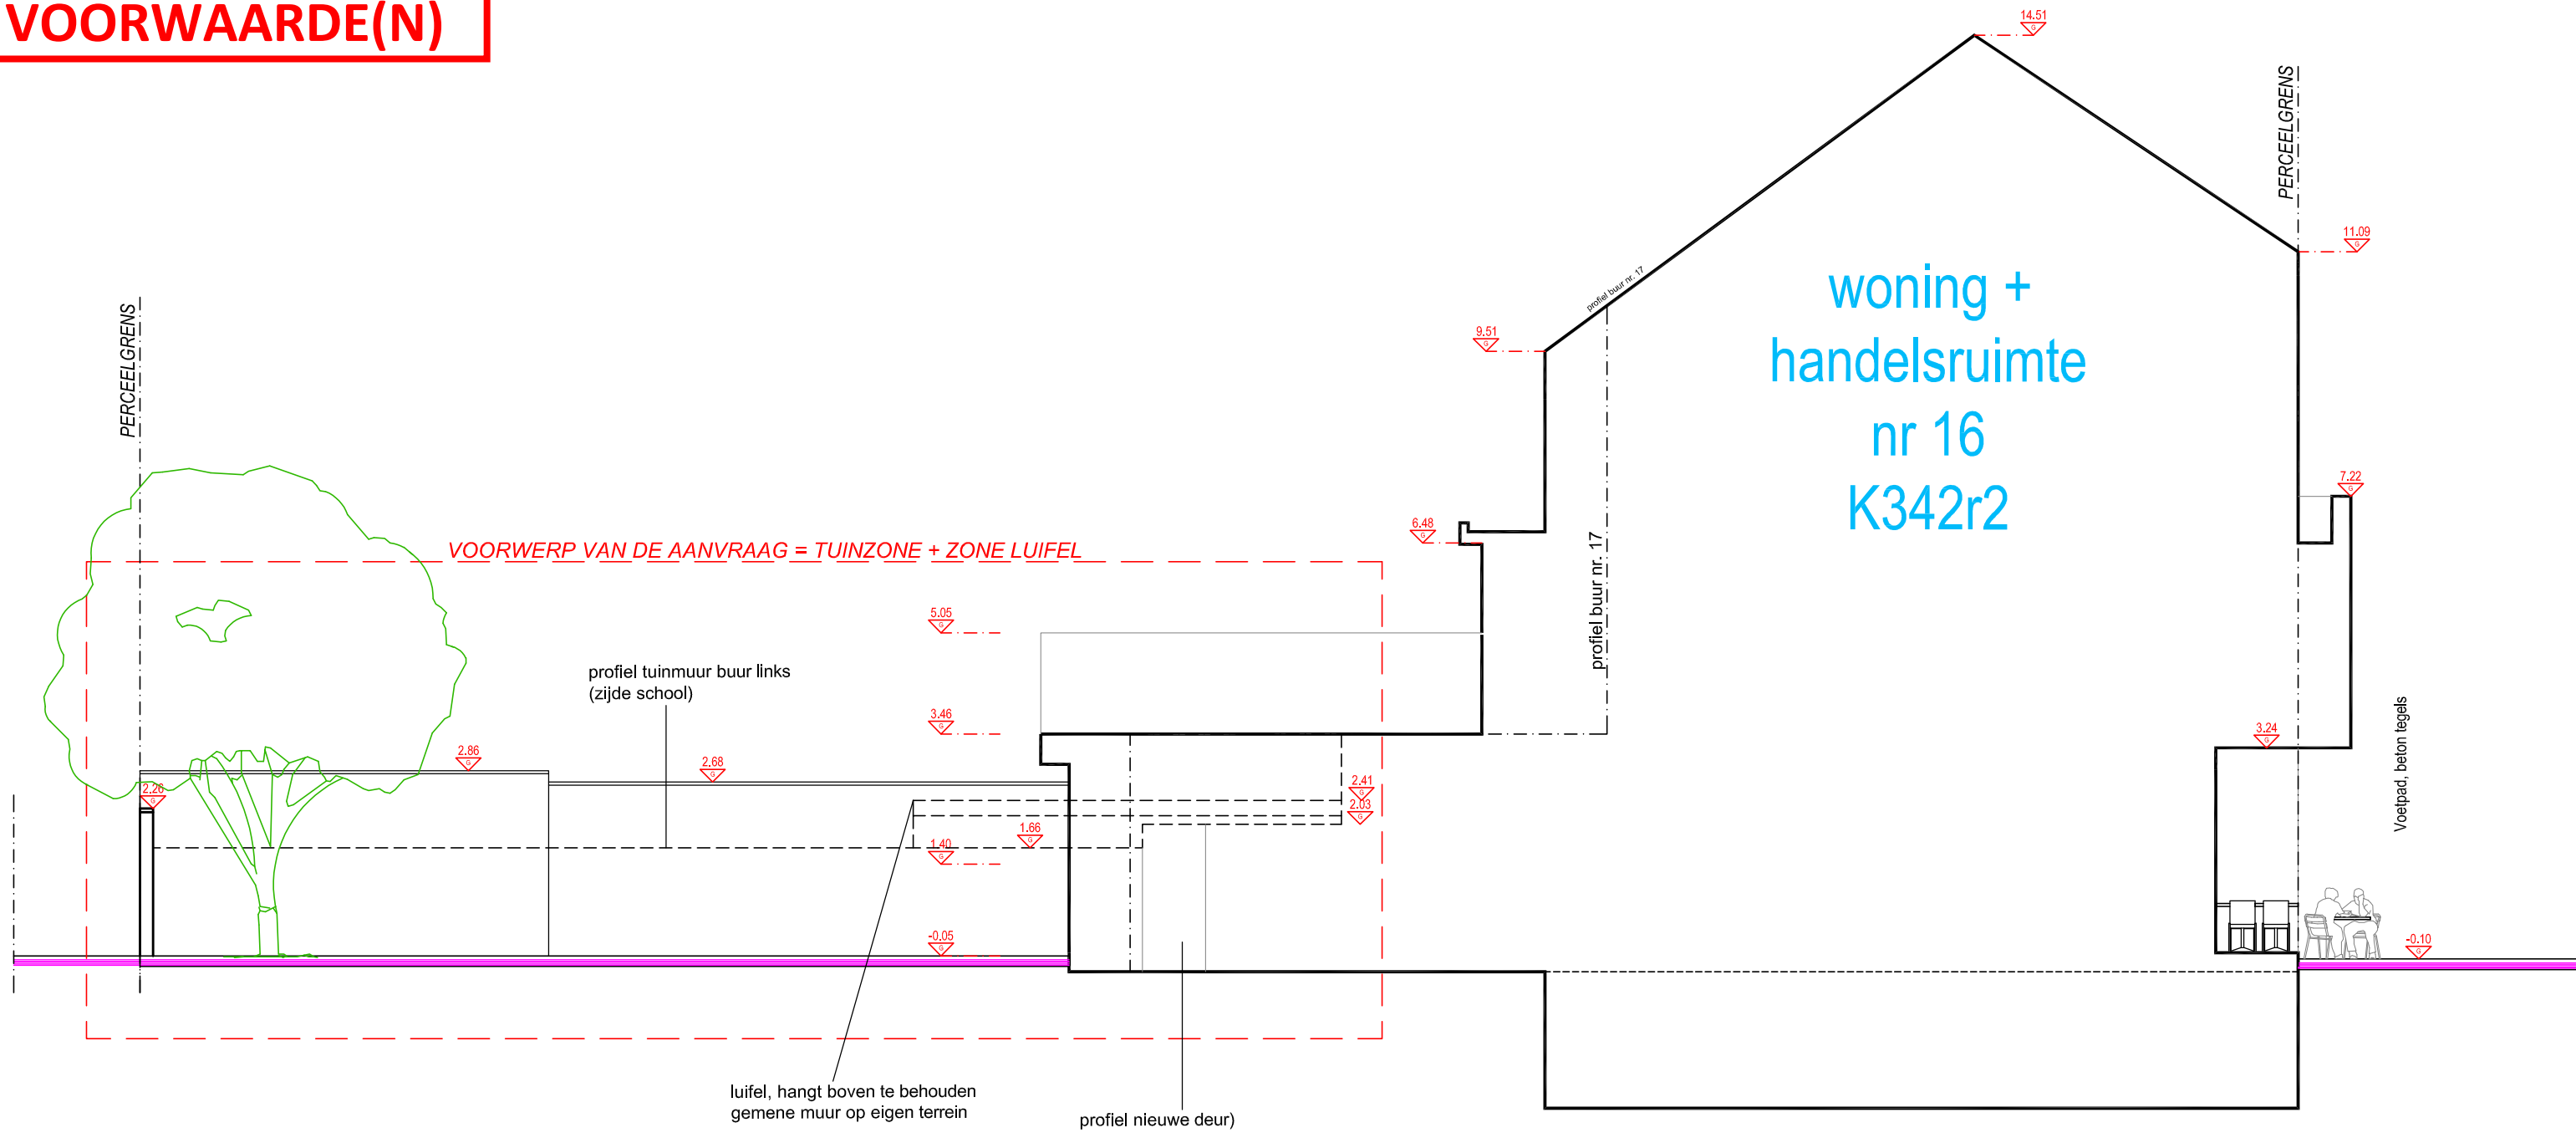 VOORWAARDE(N)
14.51
G
PERCEELGRENS
11.09
G
profiel buur nr. 17
woning +
handelsruimte
nr 16
K342r2
PERCEELGRENS
9.51
G
7.22
G
6.48
G
VOORWERP VAN DE AANVRAAG = TUINZONE + ZONE LUIFEL
profiel buur nr. 17
5.05
G
profiel tuinmuur buur links
(zijde school)
3.46
G
3.24
G
Voetpad, beton tegels
2.86
G
2.68
G
2.26
G
2.41
G
2.03
G
1.66
G
1.40
G
-0.05
G
-0.10
G
luifel, hangt boven te behouden
gemene muur op eigen terrein
profiel nieuwe deur)